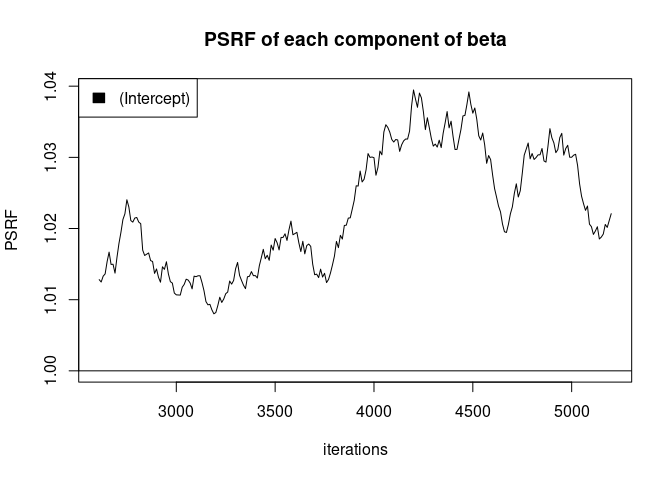 PSRF of each component of beta
(Intercept)
PSRF
1.04
1.03
1.02
1.01
1.00
3000 3500 4000 4500 5000
iterations